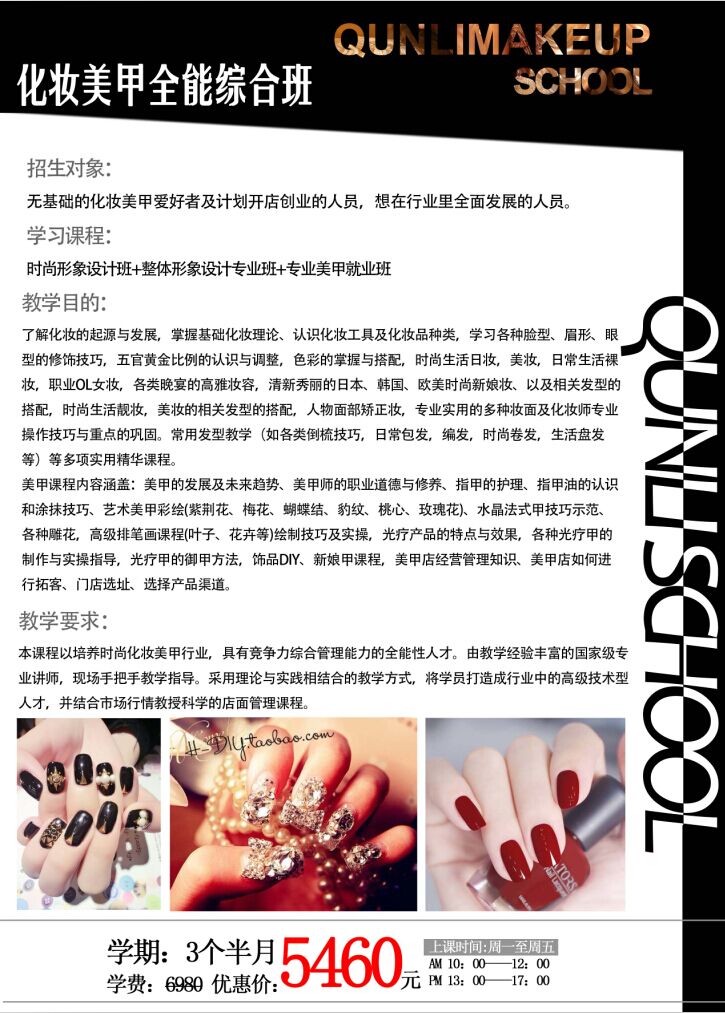 QUNLIMAKEUP
SCHOOL
化妆美甲全能综合班
招生对象：
无基础的化妆美甲爱好者及计划开店创业的人员，想在行业里全面发展的人员。
学习课程：
时尚形象设计班+整体形象设计专业班+专业美甲就业班
教学目的：
了解化妆的起源与发展，掌握基础化妆理论、认识化妆工具及化妆品种类，学习各种脸型、眉形、眼
型的修饰技巧，五官黄金比例的认识与调整，色彩的掌握与搭配，时尚生活日妆，美妆，日常生活裸
妆，职业OL女妆，各类晚宴的高雅妆容，清新秀丽的日本、韩国、欧美时尚新娘妆、以及相关发型的
搭配，时尚生活靓妆，美妆的相关发型的搭配，人物面部矫正妆，专业实用的多种妆面及化妆师专业
操作技巧与重点的巩固。常用发型教学（如各类倒梳技巧，日常包发，编发，时尚卷发，生活盘发
等）等多项实用精华课程。
美甲课程内容涵盖：美甲的发展及未来趋势、美甲师的职业道德与修养、指甲的护理、指甲油的认识
和涂抹技巧、艺术美甲彩绘(紫荆花、梅花、蝴蝶结、豹纹、桃心、玫瑰花)、水晶法式甲技巧示范、
各种雕花，高级排笔画课程(叶子、花卉等)绘制技巧及实操，光疗产品的特点与效果，各种光疗甲的
制作与实操指导，光疗甲的御甲方法，饰品DIY、新娘甲课程，美甲店经营管理知识、美甲店如何进
行拓客、门店选址、选择产品渠道。
教学要求：
本课程以培养时尚化妆美甲行业，具有竞争力综合管理能力的全能性人才。由教学经验丰富的国家级专
业讲师，现场手把手教学指导。采用理论与实践相结合的教学方式，将学员打造成行业中的高级技术型
人才，并结合市场行情教授科学的店面管理课程。
QUNLISCHOOL
#-DIY.taobao.com
学期：3个半月
学费：6980 优惠价：5460元
上课时间:周一至周五
AM 10：00——12：00
PM 13：00——17：00